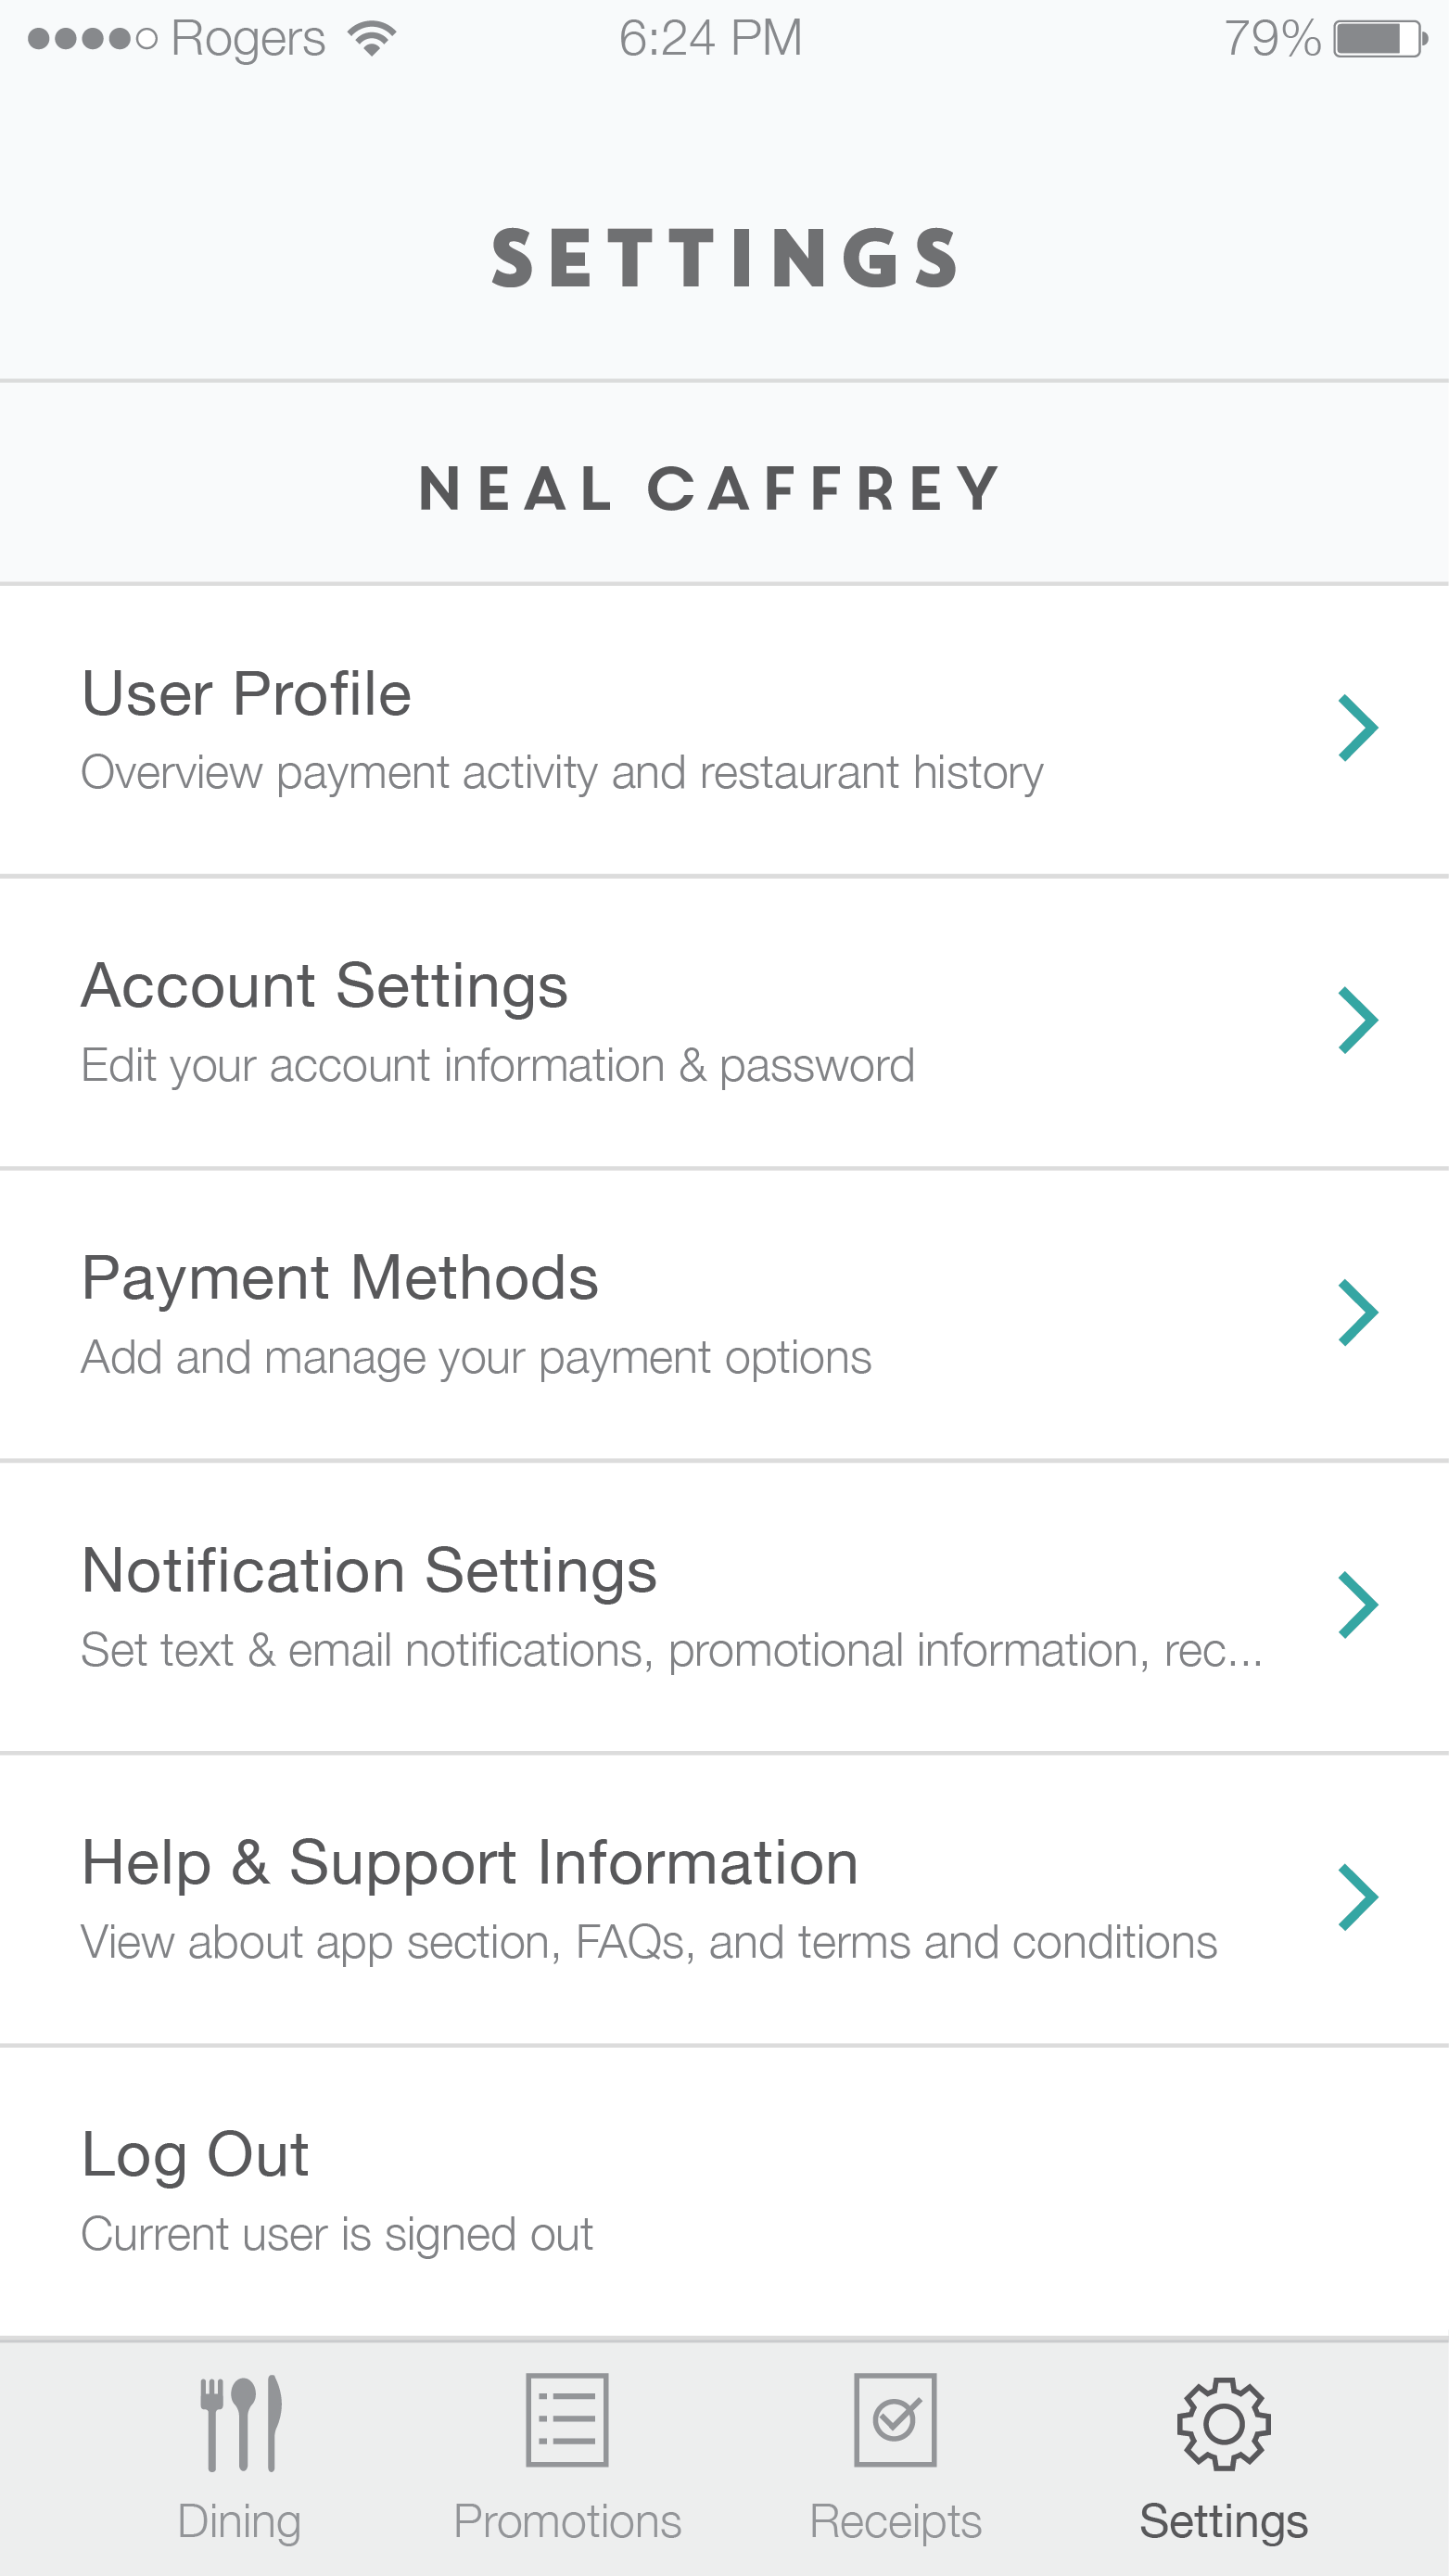 Rogers 6:24 PM 79%
SETTINGS
NEAL CAFFREY
User Profile
Overview payment activity and restaurant history
Account Settings
Edit your account information & password
Payment Methods
Add and manage your payment options
Notification Settings
Set text & email notifications, promotional information, rec...
Help & Support Information
View about app section, FAQs, and terms and conditions
Log Out
Current user is signed out
Dining Promotions Receipts Settings